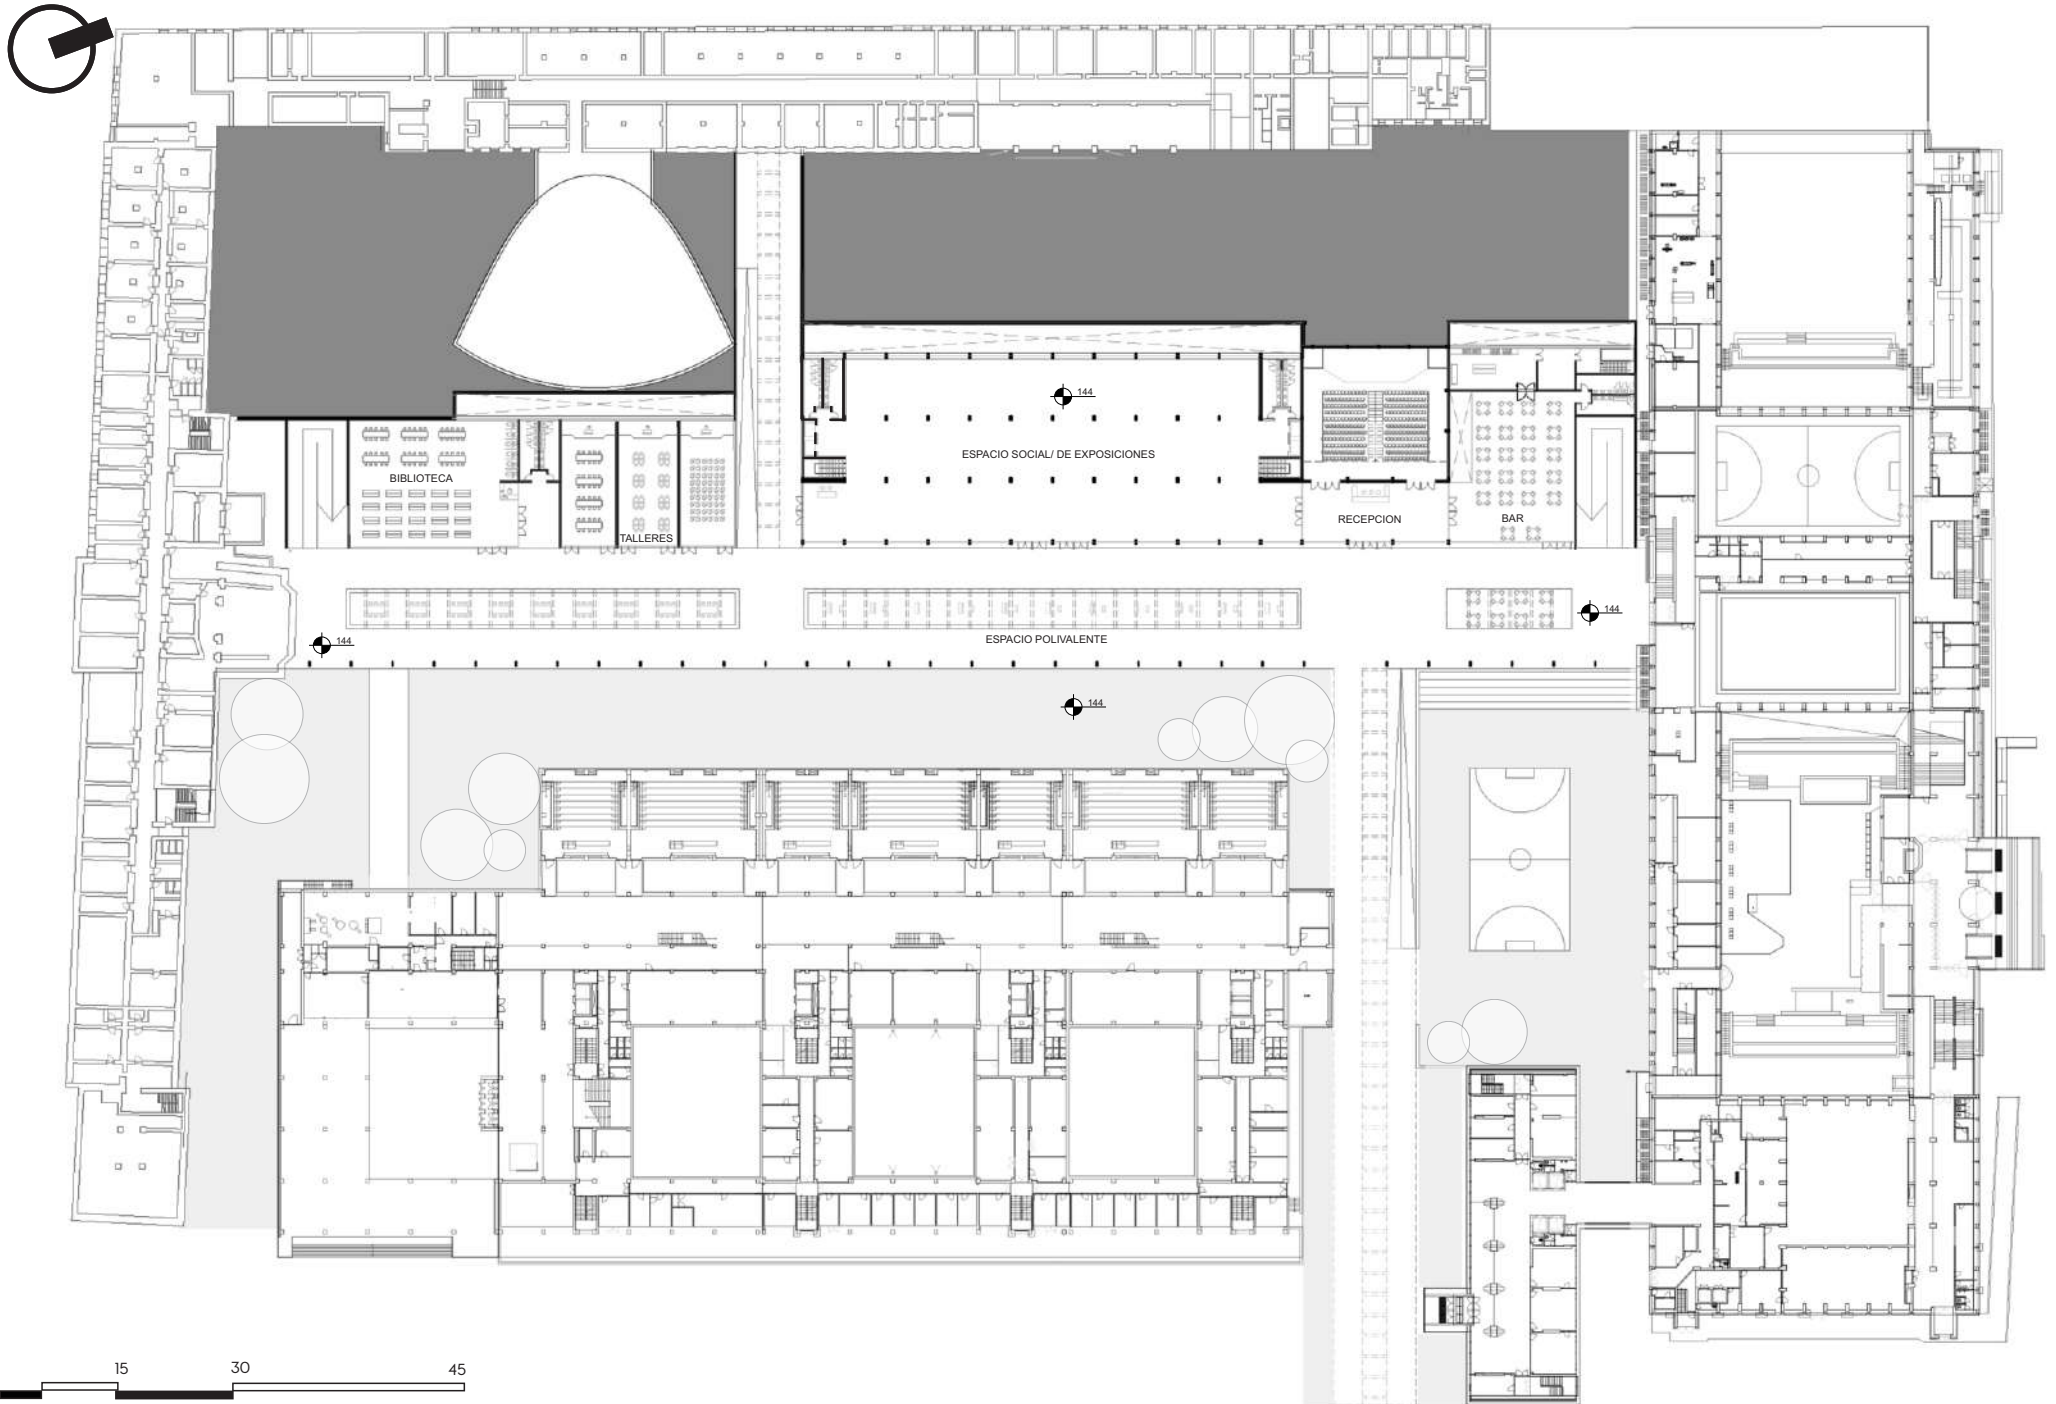 144
ESPACIO SOCIAL/ DE EXPOSICIONES
BIBLIOTECA
RECEPCION
BAR
TALLERES
144
ESPACIO POLIVALENTE
144
144
15
30
45